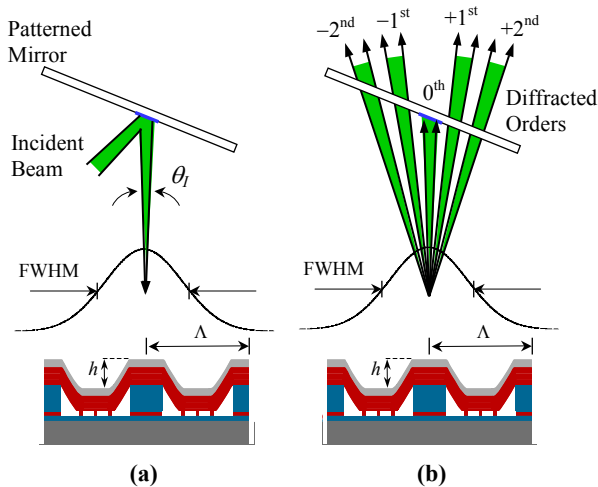 Patterned
Mirror
Incident
Beam
θI
FWHM
Λ
h
(a)
−2nd
−1st
+1st
+2nd
0th
Diffracted
Orders
FWHM
Λ
h
(b)